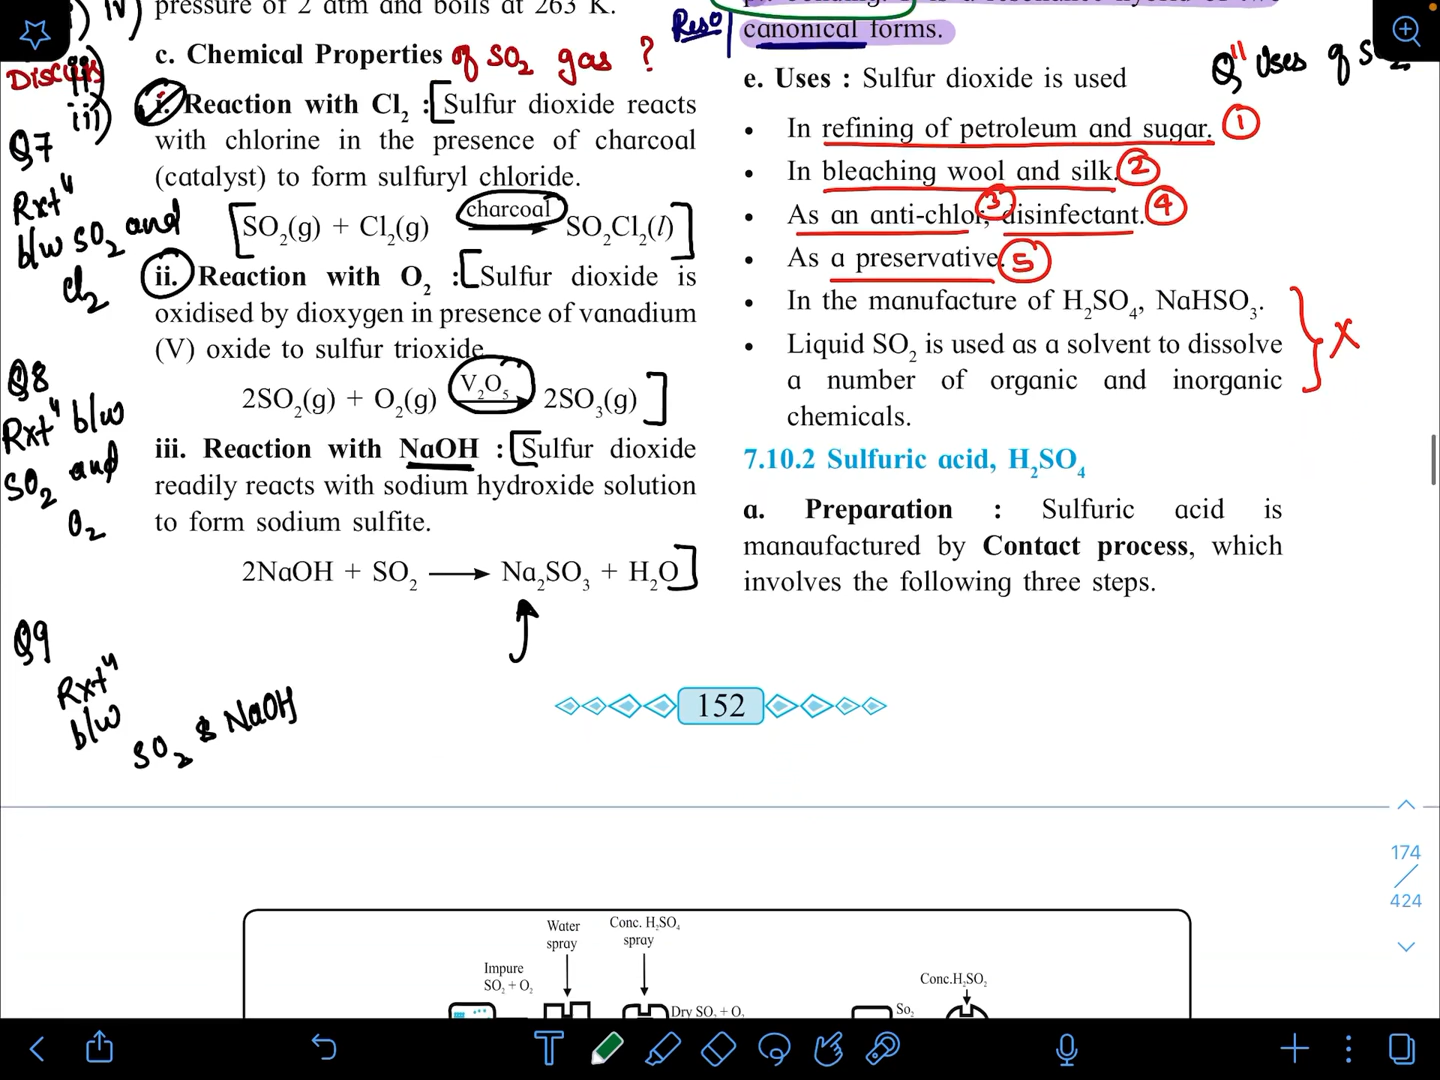 pressure of 2 atm and boils at 263 K.
c. Chemical Properties of SO₂ gas ?
Discuss
i. Reaction with Cl₂ : Sulfur dioxide reacts
with chlorine in the presence of charcoal
(catalyst) to form sulfuryl chloride.
SO₂(g) + Cl₂(g) charcoal SO₂Cl₂(l)
ii. Reaction with O₂ : Sulfur dioxide is
oxidised by dioxygen in presence of vanadium
(V) oxide to sulfur trioxide
2SO₂(g) + O₂(g) V₂O₅ 2SO₃(g)
iii. Reaction with NaOH : Sulfur dioxide
readily reacts with sodium hydroxide solution
to form sodium sulfite.
2NaOH + SO₂ ⟶ Na₂SO₃ + H₂O
iv)
ii)
iii)
Q7
Rxtⁿ
b/w SO₂ and
Cl₂
Q8
Rxtⁿ b/w
SO₂ and
O₂
Q9
Rxtⁿ
b/w
SO₂ & NaOH
Reso
canonical forms.
e. Uses : Sulfur dioxide is used
Q11 Uses of
• In refining of petroleum and sugar. 1
• In bleaching wool and silk. 2
• As an anti-chlor, 3 disinfectant. 4
• As a preservative. 5
• In the manufacture of H₂SO₄, NaHSO₃.
• Liquid SO₂ is used as a solvent to dissolve
a number of organic and inorganic
chemicals.
X
7.10.2 Sulfuric acid, H₂SO₄
a. Preparation : Sulfuric acid is
manaufactured by Contact process, which
involves the following three steps.
152
174
424
Water
spray
Conc. H₂SO₄
spray
Impure
SO₂ + O₂
Dry SO₂ + O₂
So₂
Conc.H₂SO₂
T